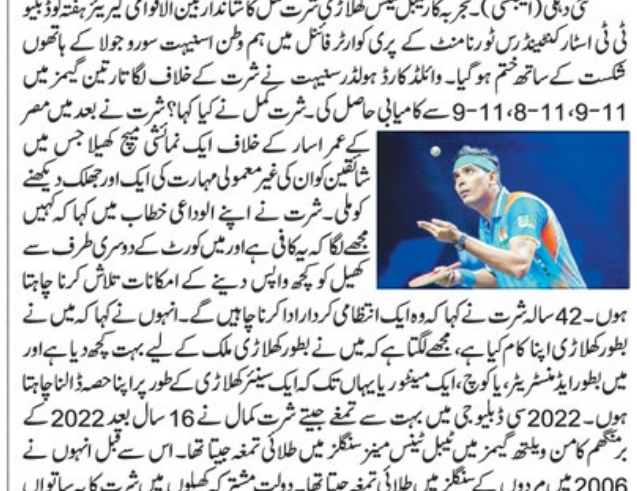 نئی دہلی (ایجنسی)۔ تجربہ کار ٹیبل ٹینس کھلاڑی شرت کمل کا شاندار بین الاقوامی کیریئر ہفتہ کو ڈبلیو
ٹی ٹی اسٹار کنٹینڈرس ٹورنامنٹ کے پری کوارٹر فائنل میں ہم وطن اسنیہت سوروجولا کے ہاتھوں
شکست کے ساتھ ختم ہو گیا۔ وائلڈ کارڈ ہولڈر سنیہت نے شرت کے خلاف لگاتار تین گیمز میں
9-11، 8-11، 9-11 سے کامیابی حاصل کی۔ شرت کمل نے کیا کہا؟ شرت نے بعد میں مصر
کے عمر اسار کے خلاف ایک نمائشی میچ کھیلا جس میں
شائقین کو ان کی غیر معمولی مہارت کی ایک اور جھلک دیکھنے
کو ملی۔ شرت نے اپنے الوداعی خطاب میں کہا کہ کہیں
مجھے لگا کہ یہ کافی ہے اور میں کورٹ کے دوسری طرف سے
کھیل کو کچھ واپس دینے کے امکانات تلاش کرنا چاہتا
ہوں۔ 42 سالہ شرت نے کہا کہ وہ ایک انتظامی کردار ادا کرنا چاہیں گے۔ انہوں نے کہا کہ میں نے
بطور کھلاڑی اپنا کام کیا ہے، مجھے لگتا ہے کہ میں نے بطور کھلاڑی ملک کے لیے بہت کچھ دیا ہے اور
میں بطور ایڈمنسٹریٹر، یا کوچ، ایک مینٹور یا یہاں تک کہ ایک سینئر کھلاڑی کے طور پر اپنا حصہ ڈالنا چاہتا
ہوں۔ 2022 سی ڈبلیو جی میں بہت سے تمغے جیتے شرت کمال نے 16 سال بعد 2022 کے
برمنگھم کامن ویلتھ گیمز میں ٹیبل ٹینس مینز سنگلز میں طلائی تمغہ جیتا تھا۔ اس سے قبل انہوں نے
2006 میں مردوں کے سنگلز میں طلائی تمغہ جیتا تھا۔ دولت مشترکہ کھیلوں میں شرت کا یہ ساتواں